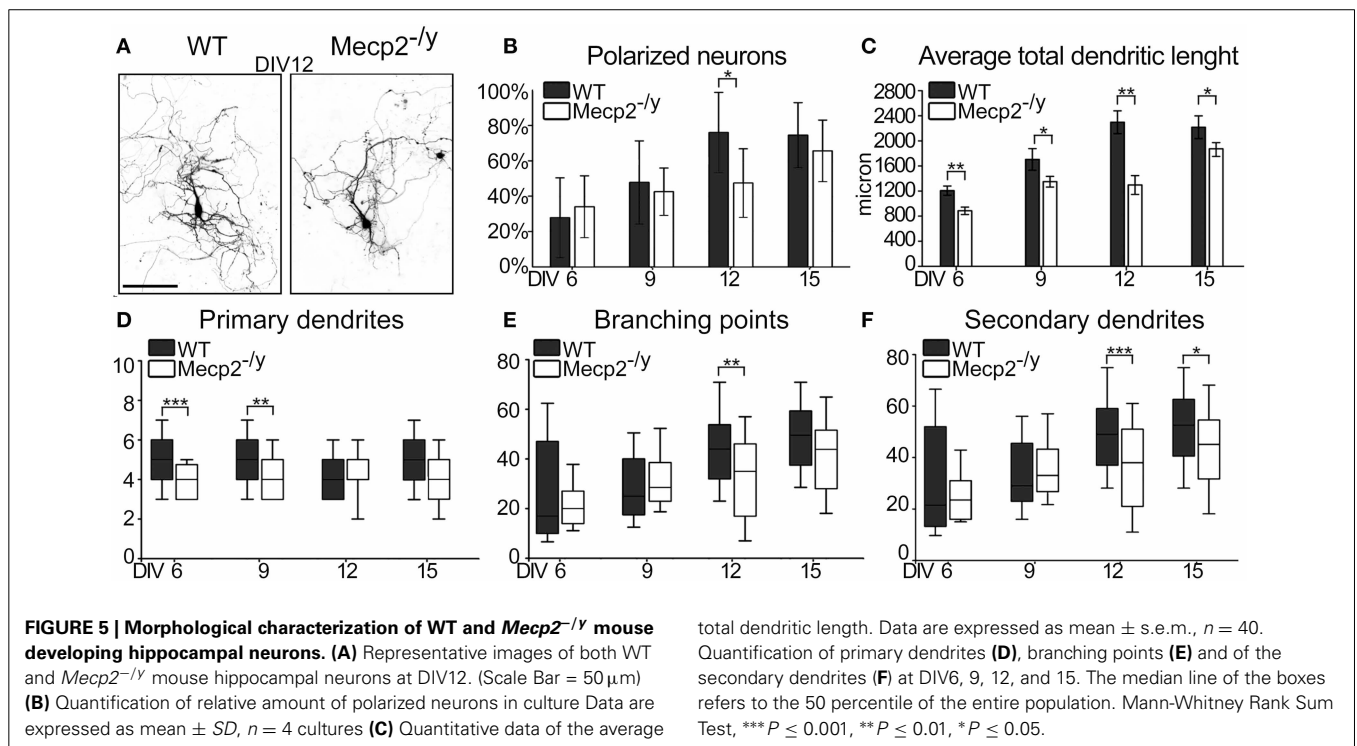 A
WT
Mecp2-/y
DIV12
B
Polarized neurons
WT
Mecp2-/y
*
100%
80%
60%
40%
20%
0%
DIV 6
9
12
15
C
Average total dendritic lenght
WT
Mecp2-/y
**
*
**
*
2800
2400
2000
1600
1200
800
400
0
micron
DIV 6
9
12
15
D
Primary dendrites
WT
Mecp2-/y
***
**
10
8
6
4
2
0
DIV 6
9
12
15
E
Branching points
WT
Mecp2-/y
**
80
60
40
20
0
DIV 6
9
12
15
F
Secondary dendrites
WT
Mecp2-/y
***
*
80
60
40
20
0
DIV 6
9
12
15
FIGURE 5 | Morphological characterization of WT and Mecp2−/y mouse
developing hippocampal neurons. (A) Representative images of both WT
and Mecp2−/y mouse hippocampal neurons at DIV12. (Scale Bar = 50 μm)
(B) Quantification of relative amount of polarized neurons in culture Data are
expressed as mean ± SD, n = 4 cultures (C) Quantitative data of the average
total dendritic length. Data are expressed as mean ± s.e.m., n = 40.
Quantification of primary dendrites (D), branching points (E) and of the
secondary dendrites (F) at DIV6, 9, 12, and 15. The median line of the boxes
refers to the 50 percentile of the entire population. Mann-Whitney Rank Sum
Test, ***P ≤ 0.001, **P ≤ 0.01, *P ≤ 0.05.